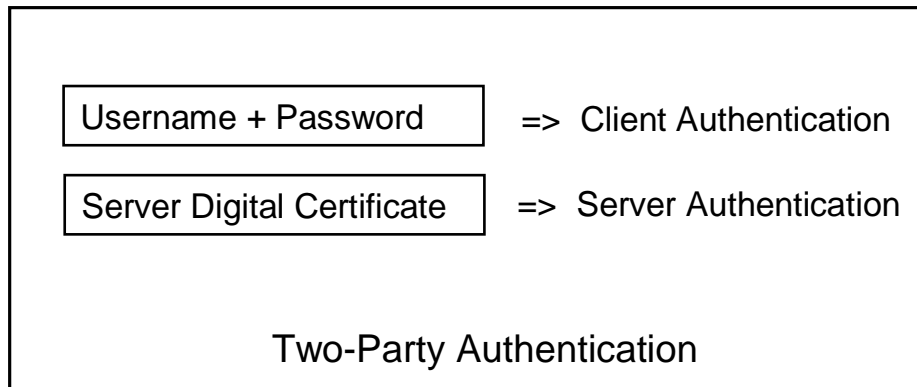 Username + Password => Client Authentication
Server Digital Certificate => Server Authentication
Two-Party Authentication